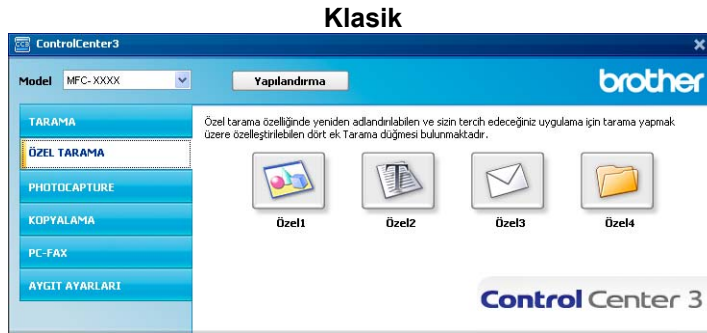 Klasik
ControlCenter3
Model MFC-XXXX Yapılandırma brother
TARAMA
ÖZEL TARAMA
PHOTOCAPTURE
KOPYALAMA
PC-FAX
AYGIT AYARLARI
Özel tarama özelliğinde yeniden adlandırılabilen ve sizin tercih edeceğiniz uygulama için tarama yapmak
üzere özelleştirilebilen dört ek Tarama düğmesi bulunmaktadır.
Özel1 Özel2 Özel3 Özel4
Control Center 3